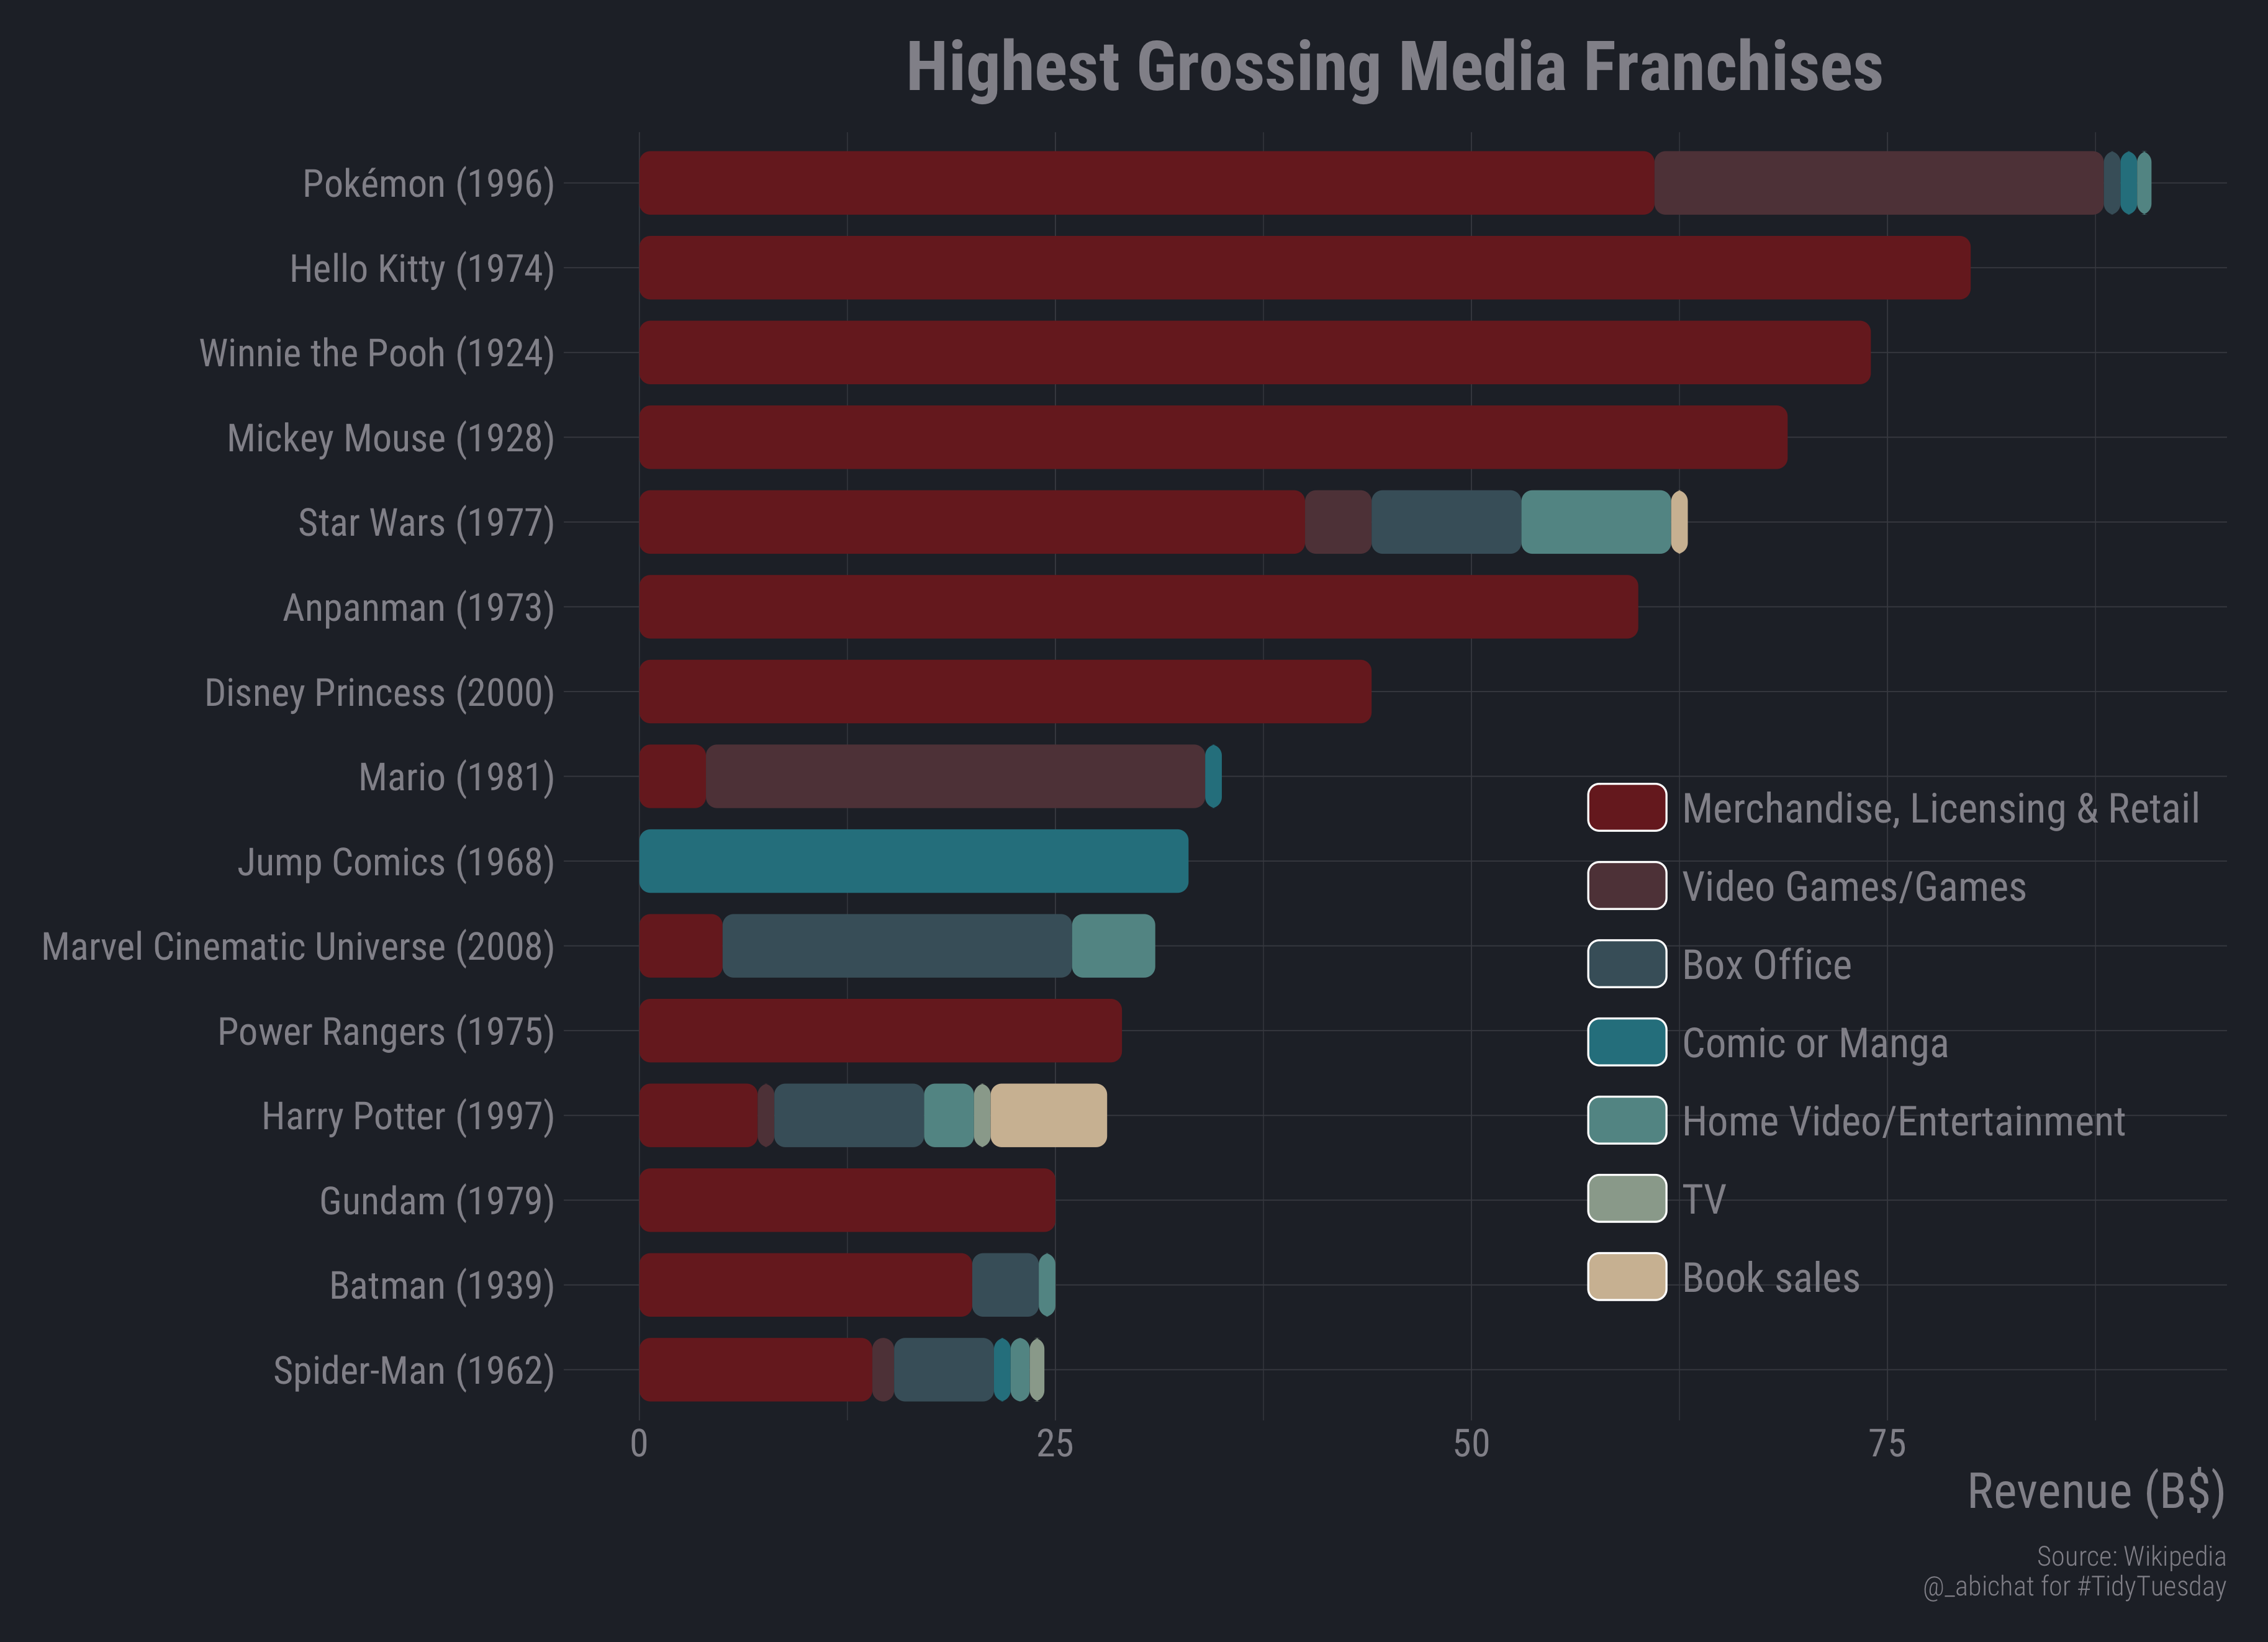 Highest Grossing Media Franchises
Pokémon (1996)
Hello Kitty (1974)
Winnie the Pooh (1924)
Mickey Mouse (1928)
Star Wars (1977)
Anpanman (1973)
Disney Princess (2000)
Mario (1981)
Jump Comics (1968)
Marvel Cinematic Universe (2008)
Power Rangers (1975)
Harry Potter (1997)
Gundam (1979)
Batman (1939)
Spider-Man (1962)
Merchandise, Licensing & Retail
Video Games/Games
Box Office
Comic or Manga
Home Video/Entertainment
TV
Book sales
0 25 50 75
Revenue (B$)
Source: Wikipedia
@_abichat for #TidyTuesday